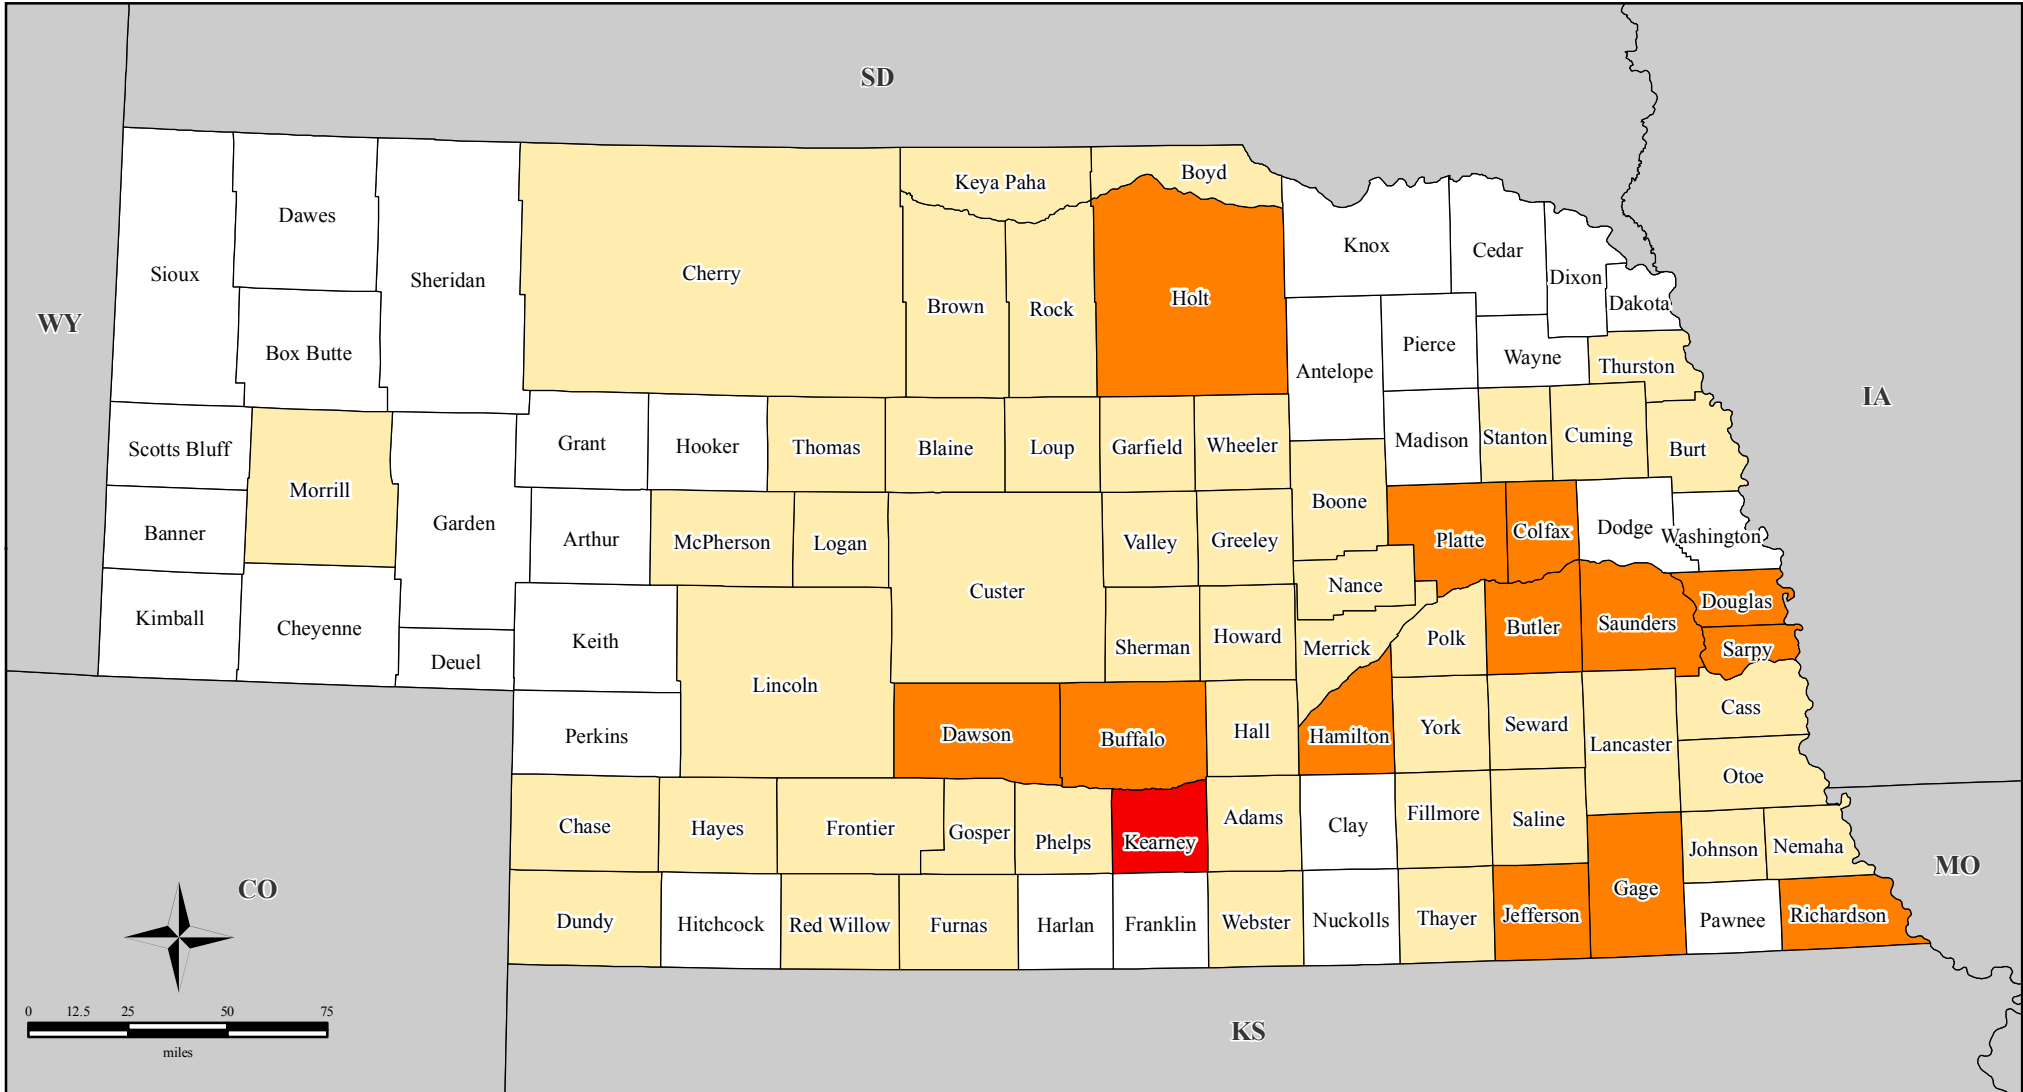 SD
Keya Paha
Boyd
Dawes
Knox
Cedar
Sioux
Sheridan
Cherry
Dixon
Holt
Dakota
Brown
Rock
WY
Box Butte
Pierce
Wayne
Antelope
Thurston
IA
Scotts Bluff
Grant
Hooker
Thomas
Blaine
Loup
Garfield
Wheeler
Madison
Stanton
Cuming
Burt
Morrill
Boone
Banner
Garden
Arthur
McPherson
Logan
Valley
Greeley
Platte
Colfax
Dodge
Washington
Custer
Nance
Douglas
Kimball
Cheyenne
Keith
Sherman
Howard
Merrick
Polk
Butler
Saunders
Sarpy
Deuel
Lincoln
Perkins
Dawson
Buffalo
Hall
Hamilton
York
Seward
Lancaster
Cass
Otoe
Chase
Hayes
Frontier
Gosper
Phelps
Kearney
Adams
Clay
Fillmore
Saline
Johnson
Nemaha
MO
CO
Gage
Dundy
Hitchcock
Red Willow
Furnas
Harlan
Franklin
Webster
Nuckolls
Thayer
Jefferson
Pawnee
Richardson
0 12.5 25 50 75
miles
KS